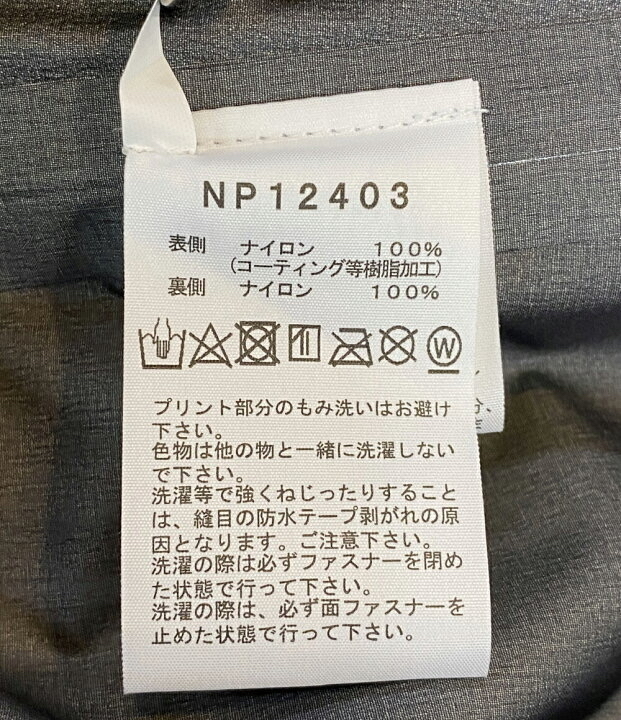 NP12403
表側 ナイロン 100%
(コーティング等樹脂加工)
裏側 ナイロン 100%
W
プリント部分のもみ洗いはお避け
下さい。
色物は他の物と一緒に洗濯しない
で下さい。
洗濯等で強くねじったりすること
は、縫目の防水テープ剥がれの原
因となります。ご注意下さい。
洗濯の際は必ずファスナーを閉め
た状態で行って下さい。
洗濯の際は、必ず面ファスナーを
止めた状態で行って下さい。